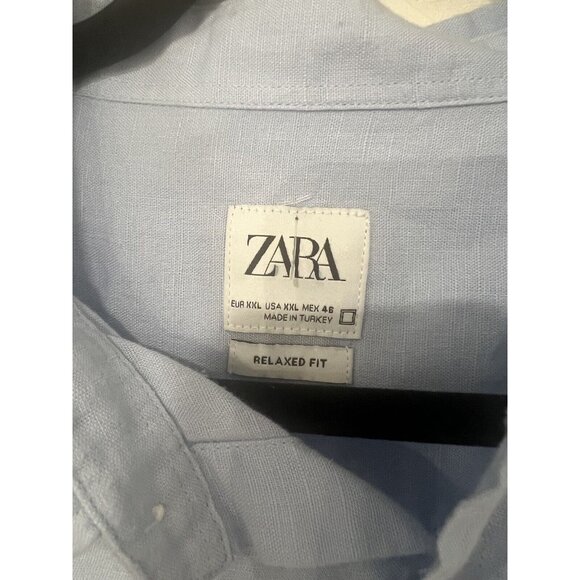 ZARA
EUR XXL USA XXL MEX 46
MADE IN TURKEY
RELAXED FIT